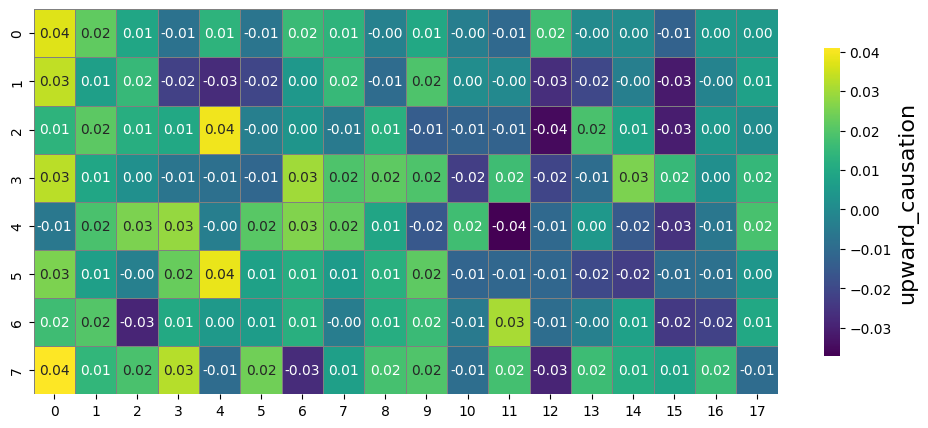 0 0.04 0.02 0.01 -0.01 0.01 -0.01 0.02 0.01 -0.00 0.01 -0.00 -0.01 0.02 -0.00 0.00 -0.01 0.00 0.00
1 0.03 0.01 0.02 -0.02 -0.03 -0.02 0.00 0.02 -0.01 0.02 0.00 -0.00 -0.03 -0.02 -0.00 -0.03 -0.00 0.01
2 0.01 0.02 0.01 0.01 0.04 -0.00 0.00 -0.01 0.01 -0.01 -0.01 -0.01 -0.04 0.02 0.01 -0.03 0.00 0.00
3 0.03 0.01 0.00 -0.01 -0.01 -0.01 0.03 0.02 0.02 0.02 -0.02 0.02 -0.02 -0.01 0.03 0.02 0.00 0.02
4 -0.01 0.02 0.03 0.03 -0.00 0.02 0.03 0.02 0.01 -0.02 0.02 -0.04 -0.01 0.00 -0.01 -0.03 -0.01 0.02
5 0.03 0.01 -0.00 0.02 0.04 0.01 0.01 0.01 0.01 0.02 -0.01 -0.01 -0.01 -0.02 -0.02 -0.01 -0.01 0.00
6 0.02 0.02 -0.03 0.01 0.00 0.01 0.01 -0.00 0.01 0.02 -0.01 0.03 -0.01 -0.00 0.01 -0.02 -0.02 0.01
7 0.04 0.01 0.02 0.03 -0.01 0.02 -0.03 0.01 0.02 0.02 -0.01 0.02 -0.03 0.02 0.01 0.01 0.02 -0.01
0 1 2 3 4 5 6 7 8 9 10 11 12 13 14 15 16 17
0.04
0.03
0.02
0.01
0.00
−0.01
−0.02
−0.03
upward_causation